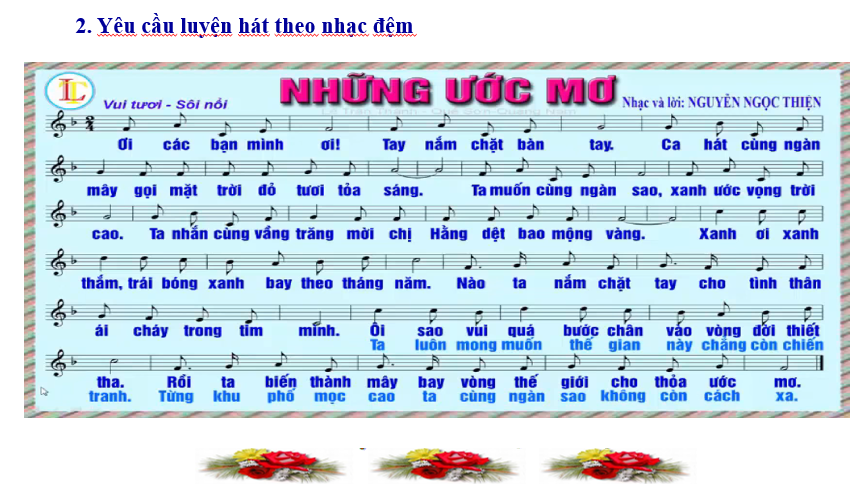 2. Yêu cầu luyện hát theo nhạc đệm
LTC
NHỮNG ƯỚC MƠ
Vui tươi - Sôi nổi
Nhạc và lời: NGUYỄN NGỌC THIỆN
2 4
Ơi các bạn mình ơi! Tay nắm chặt bàn tay. Ca hát cùng ngàn
mây gọi mặt trời đỏ tươi tỏa sáng. Ta muốn cùng ngàn sao, xanh ước vọng trời
cao. Ta nhắn cùng vầng trăng mời chị Hằng dệt bao mộng vàng. Xanh ơi xanh
thắm, trái bóng xanh bay theo tháng năm. Nào ta nắm chặt tay cho tình thân
ái cháy trong tim mình. Ôi sao vui quá bước chân vào vòng đời thiết
Ta luôn mong muốn thế gian này chẳng còn chiến
tha. Rồi ta biến thành mây bay vòng thế giới cho thỏa ước mơ.
tranh. Từng khu phố mọc cao ta cùng ngàn sao không còn cách xa.